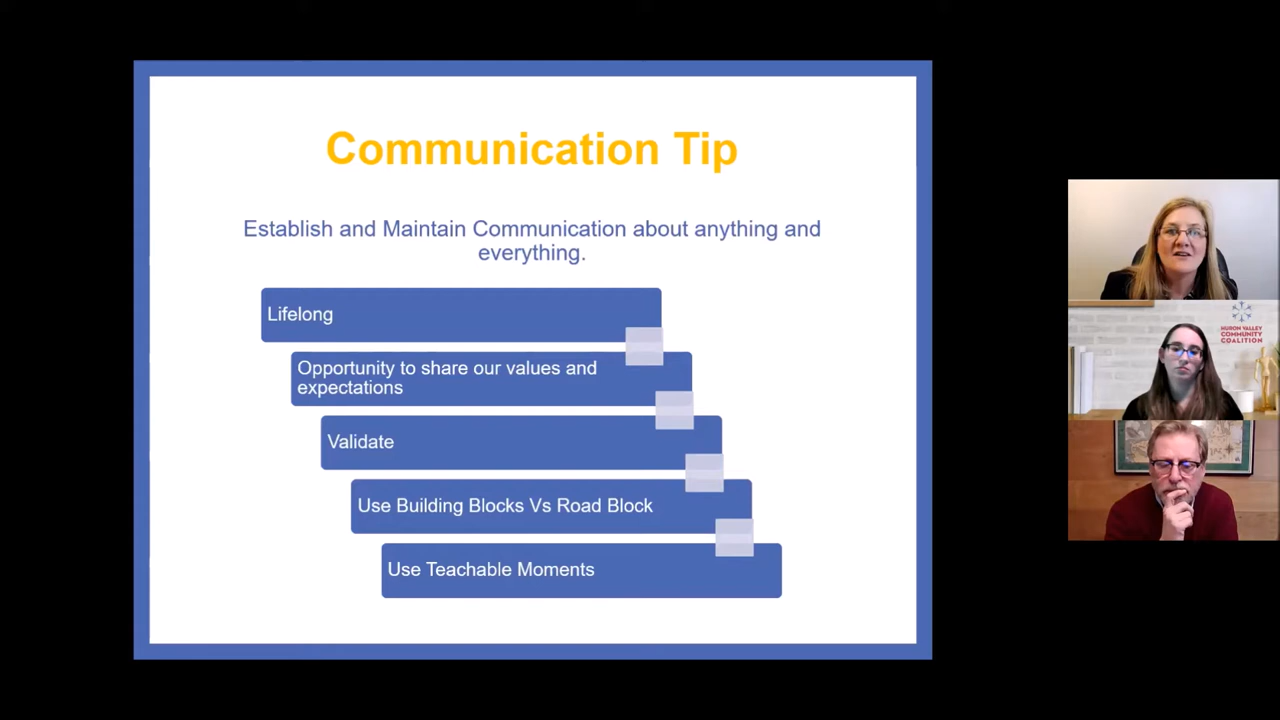 Communication Tip
Establish and Maintain Communication about anything and
everything.
Lifelong
Opportunity to share our values and
expectations
Validate
Use Building Blocks Vs Road Block
Use Teachable Moments
HURON VALLEY
COMMUNITY
COALITION